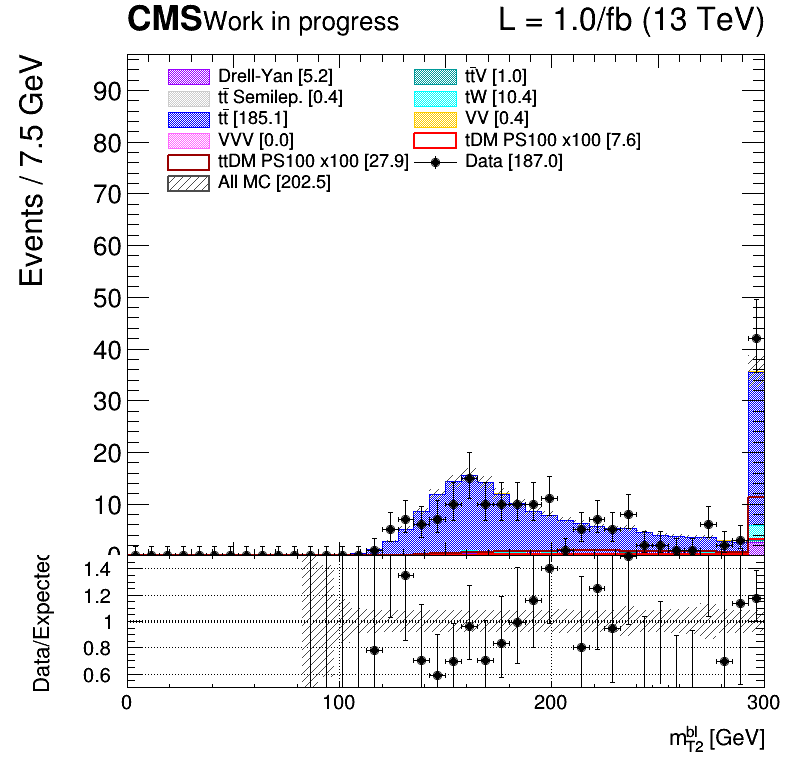 CMS Work in progress L = 1.0/fb (13 TeV)
Events / 7.5 GeV
Drell-Yan [5.2] tt̄V [1.0]
tt̄ Semilep. [0.4] tW [10.4]
tt̄ [185.1] VV [0.4]
VVV [0.0] tDM PS100 x100 [7.6]
ttDM PS100 x100 [27.9] Data [187.0]
All MC [202.5]
90
80
70
60
50
40
30
20
10
0
Data/Expected
1.4
1.2
1
0.8
0.6
0 100 200 300
m_{T2}^{bl} [GeV]